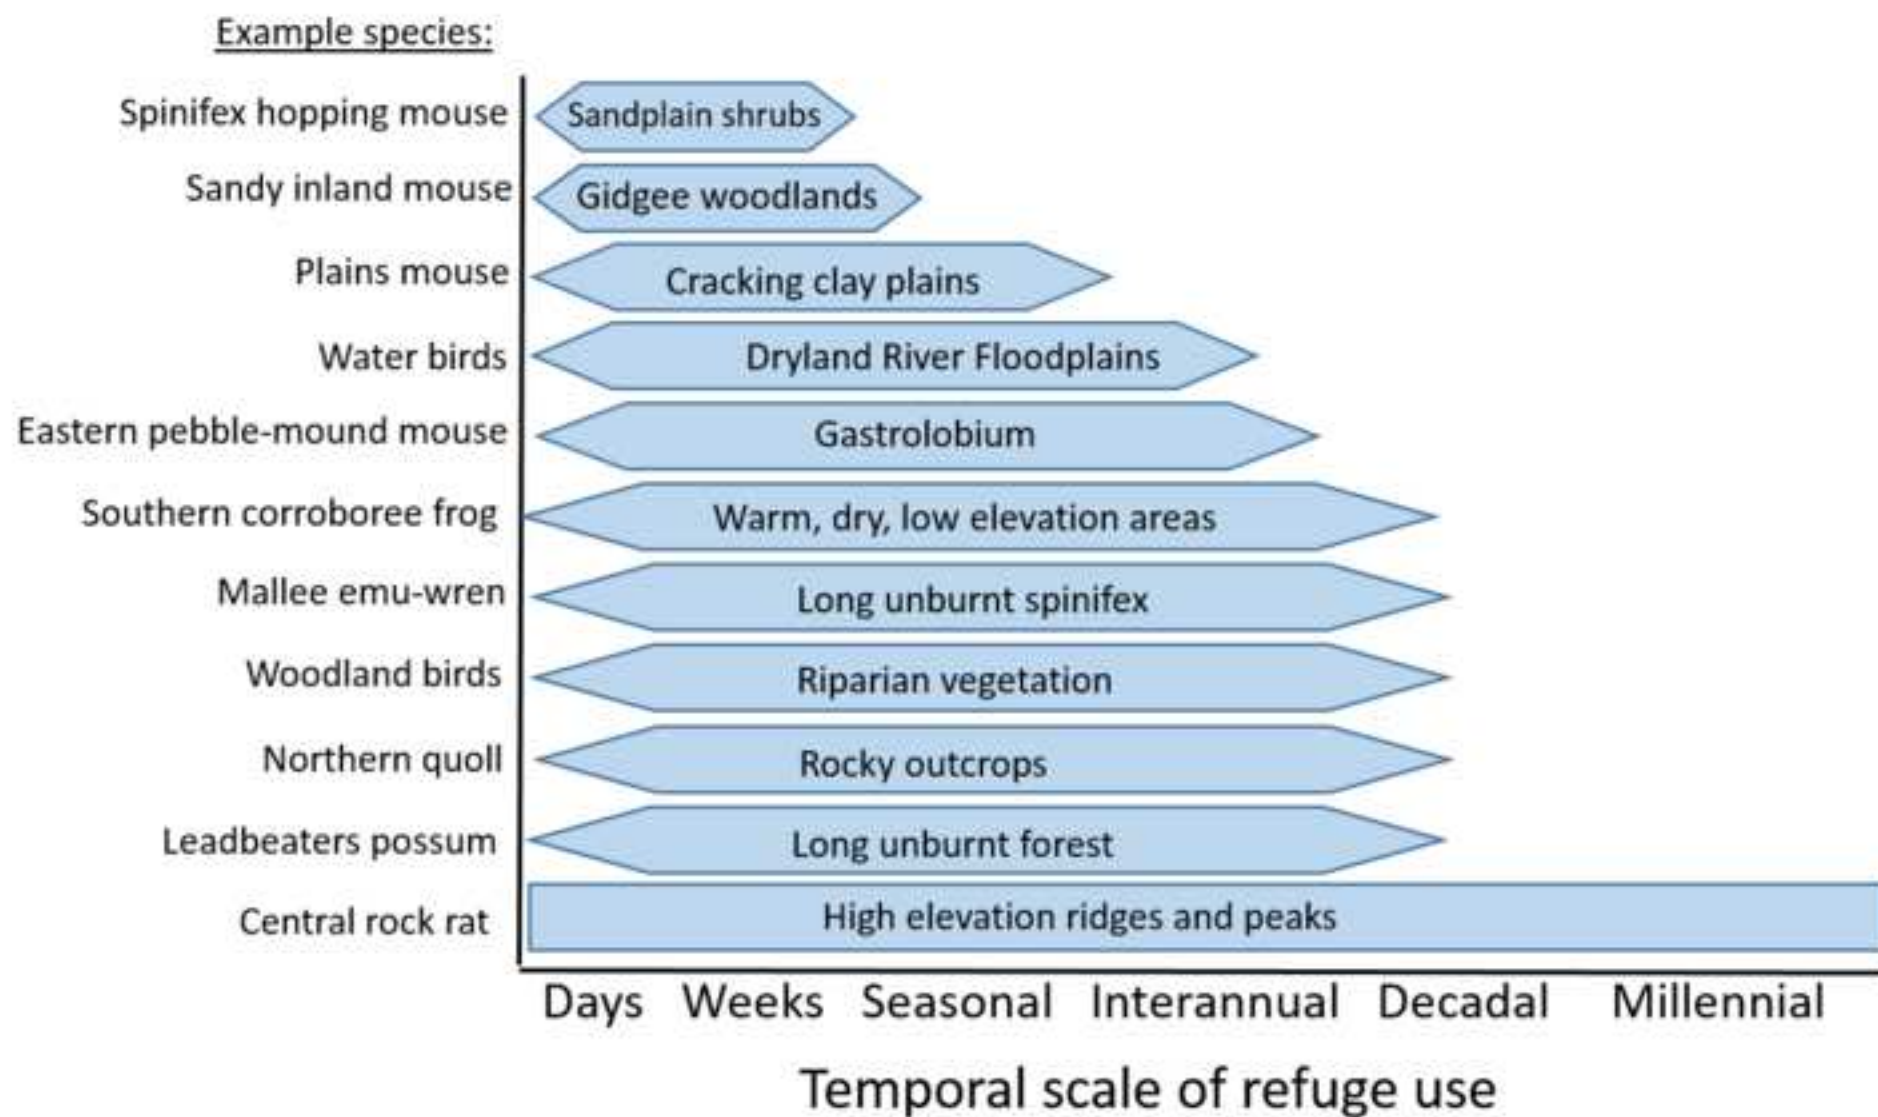 Example species:
Spinifex hopping mouse Sandplain shrubs
Sandy inland mouse Gidgee woodlands
Plains mouse Cracking clay plains
Water birds Dryland River Floodplains
Eastern pebble-mound mouse Gastrolobium
Southern corroboree frog Warm, dry, low elevation areas
Mallee emu-wren Long unburnt spinifex
Woodland birds Riparian vegetation
Northern quoll Rocky outcrops
Leadbeaters possum Long unburnt forest
Central rock rat High elevation ridges and peaks
Days Weeks Seasonal Interannual Decadal Millennial
Temporal scale of refuge use